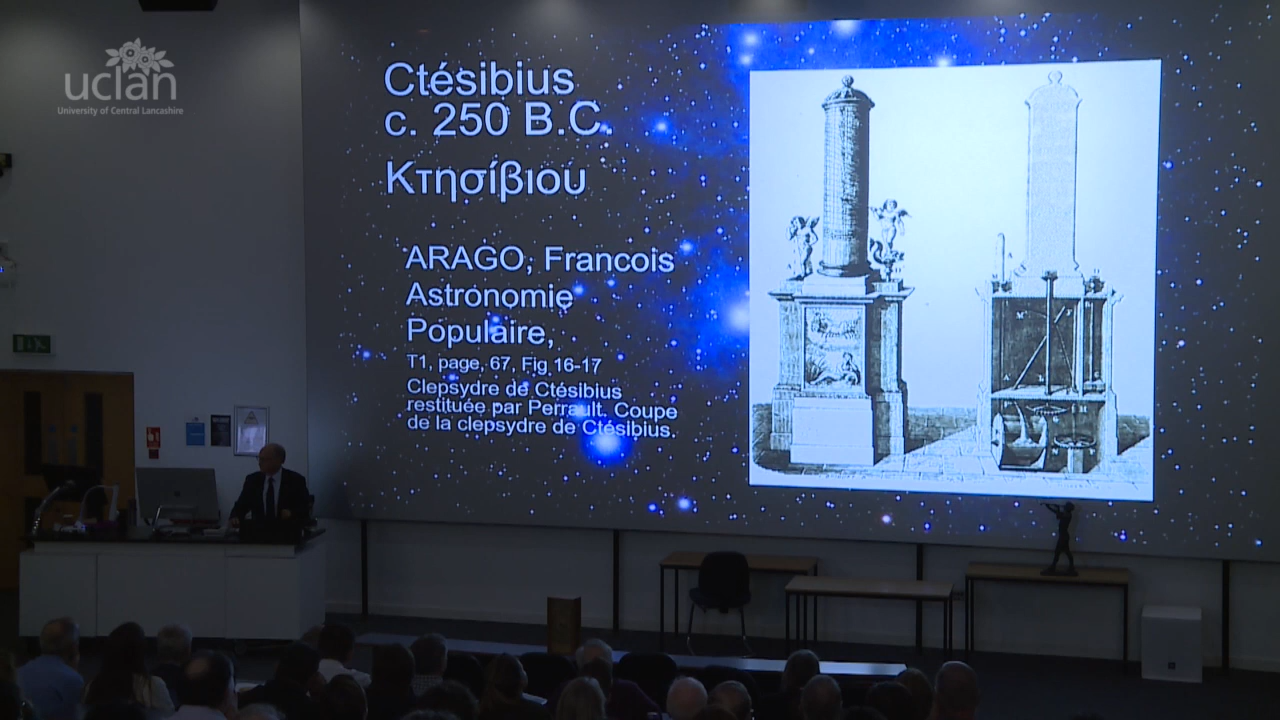 uclan
University of Central Lancashire
Ctésibius
c. 250 B.C.
Κτησίβιου
ARAGO, Francois
Astronomie
Populaire,
T1, page, 67, Fig 16-17
Clepsydre de Ctésibius
restituée par Perrault. Coupe
de la clepsydre de Ctésibius.